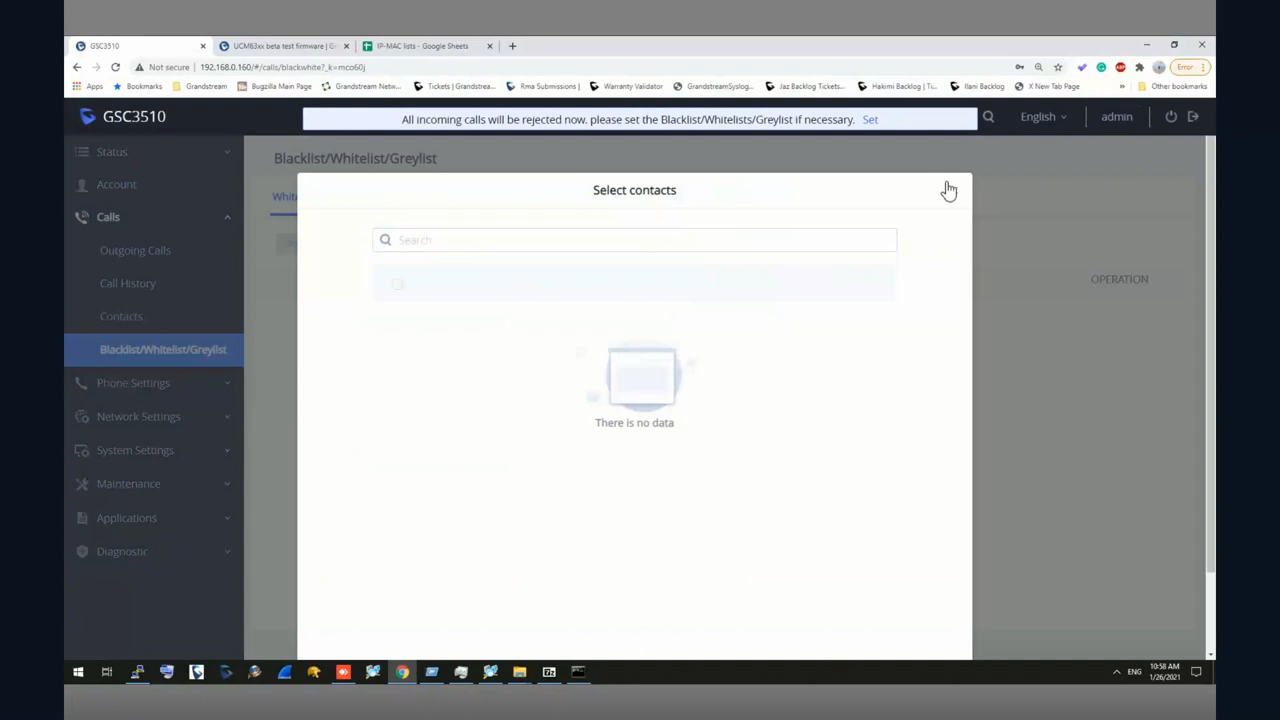 GSC3510
UCM63xx beta test firmware | G
IP-MAC lists - Google Sheets
Not secure
192.168.0.160/#/calls/blackwhite?_k=mco60j
Error
Apps
Bookmarks
Grandstream
Bugzilla Main Page
Grandstream Netw...
Tickets | Grandstrea...
Rma Submissions |
Warranty Validator
GrandstreamSyslog...
Jaz Backlog Tickets...
Hakimi Backlog | Ti...
Ilani Backlog
X New Tab Page
Other bookmarks
GSC3510
All incoming calls will be rejected now. please set the Blacklist/Whitelists/Greylist if necessary. Set
English
admin
Status
Account
Calls
Outgoing Calls
Call History
Contacts
Blacklist/Whitelist/Greylist
Phone Settings
Network Settings
System Settings
Maintenance
Applications
Diagnostic
Blacklist/Whitelist/Greylist
Select contacts
Search
OPERATION
There is no data
ENG
10:58 AM
1/26/2021